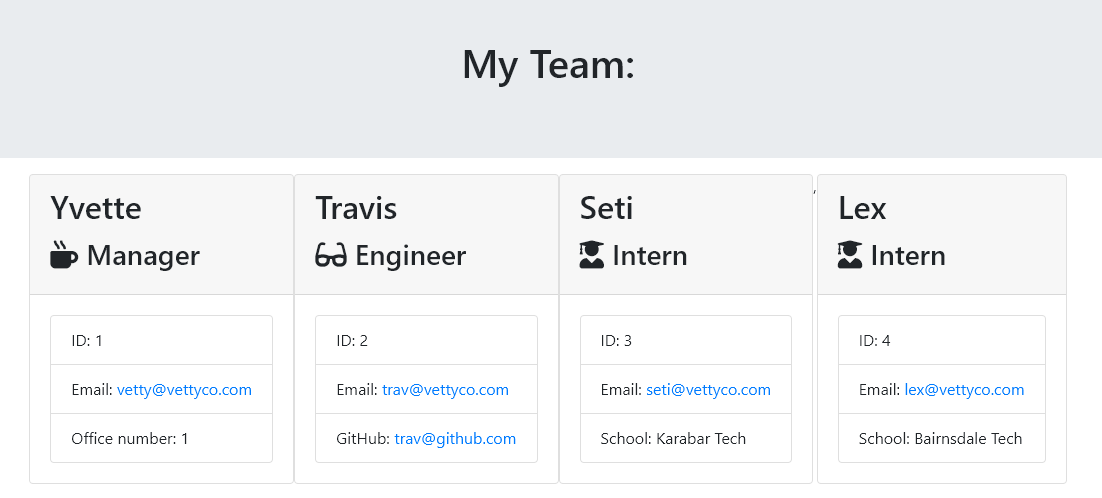 My Team:
Yvette
Manager
ID: 1
Email: vetty@vettyco.com
Office number: 1
Travis
Engineer
ID: 2
Email: trav@vettyco.com
GitHub: trav@github.com
Seti
Intern
ID: 3
Email: seti@vettyco.com
School: Karabar Tech
,
Lex
Intern
ID: 4
Email: lex@vettyco.com
School: Bairnsdale Tech